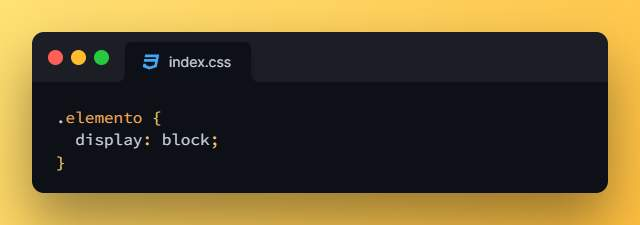 index.css
.elemento {
  display: block;
}